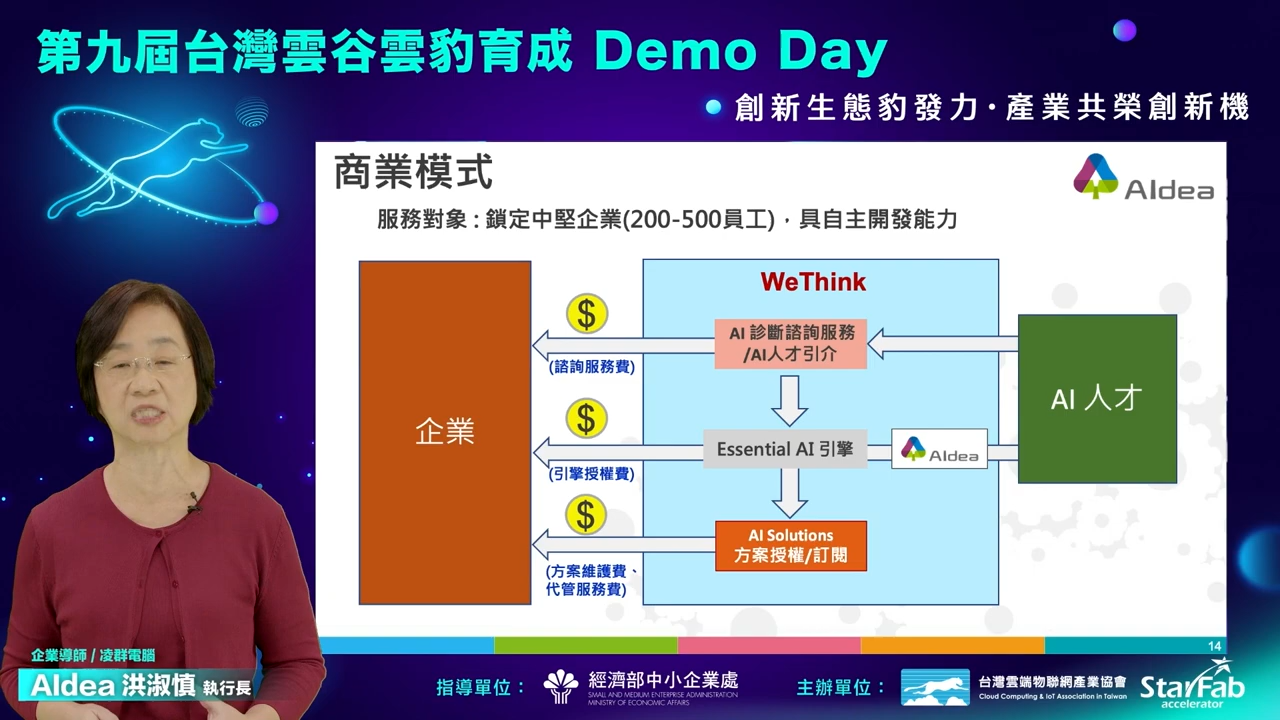 第九屆台灣雲谷雲豹育成 Demo Day
創新生態豹發力・產業共榮創新機
商業模式
AIdea
服務對象 : 鎖定中堅企業(200-500員工)，具自主開發能力
WeThink
$
AI 診斷諮詢服務
/AI人才引介
(諮詢服務費)
企業
AI 人才
$
Essential AI 引擎
AIdea
(引擎授權費)
$
AI Solutions
方案授權/訂閱
(方案維護費、
代管服務費)
14
企業導師 / 凌群電腦
AIdea 洪淑慎 執行長
指導單位：
經濟部中小企業處
SMALL AND MEDIUM ENTERPRISE ADMINISTRATION
MINISTRY OF ECONOMIC AFFAIRS
主辦單位：
台灣雲端物聯網產業協會
Cloud Computing & IoT Association in Taiwan
StarFab
accelerator